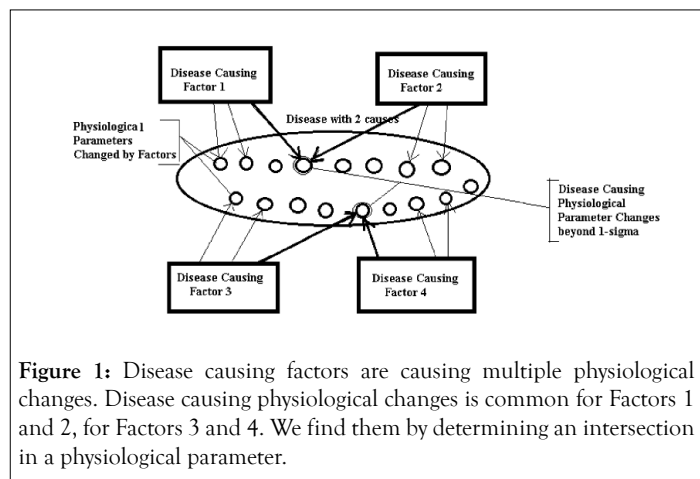 Disease Causing
Factor 1
Disease Causing
Factor 2
Disease with 2 causes
Physiological
Parameters
Changed by Factors
Disease Causing
Physiological
Parameter Changes
beyond 1-sigma
Disease Causing
Factor 3
Disease Causing
Factor 4
Figure 1: Disease causing factors are causing multiple physiological
changes. Disease causing physiological changes is common for Factors 1
and 2, for Factors 3 and 4. We find them by determining an intersection
in a physiological parameter.